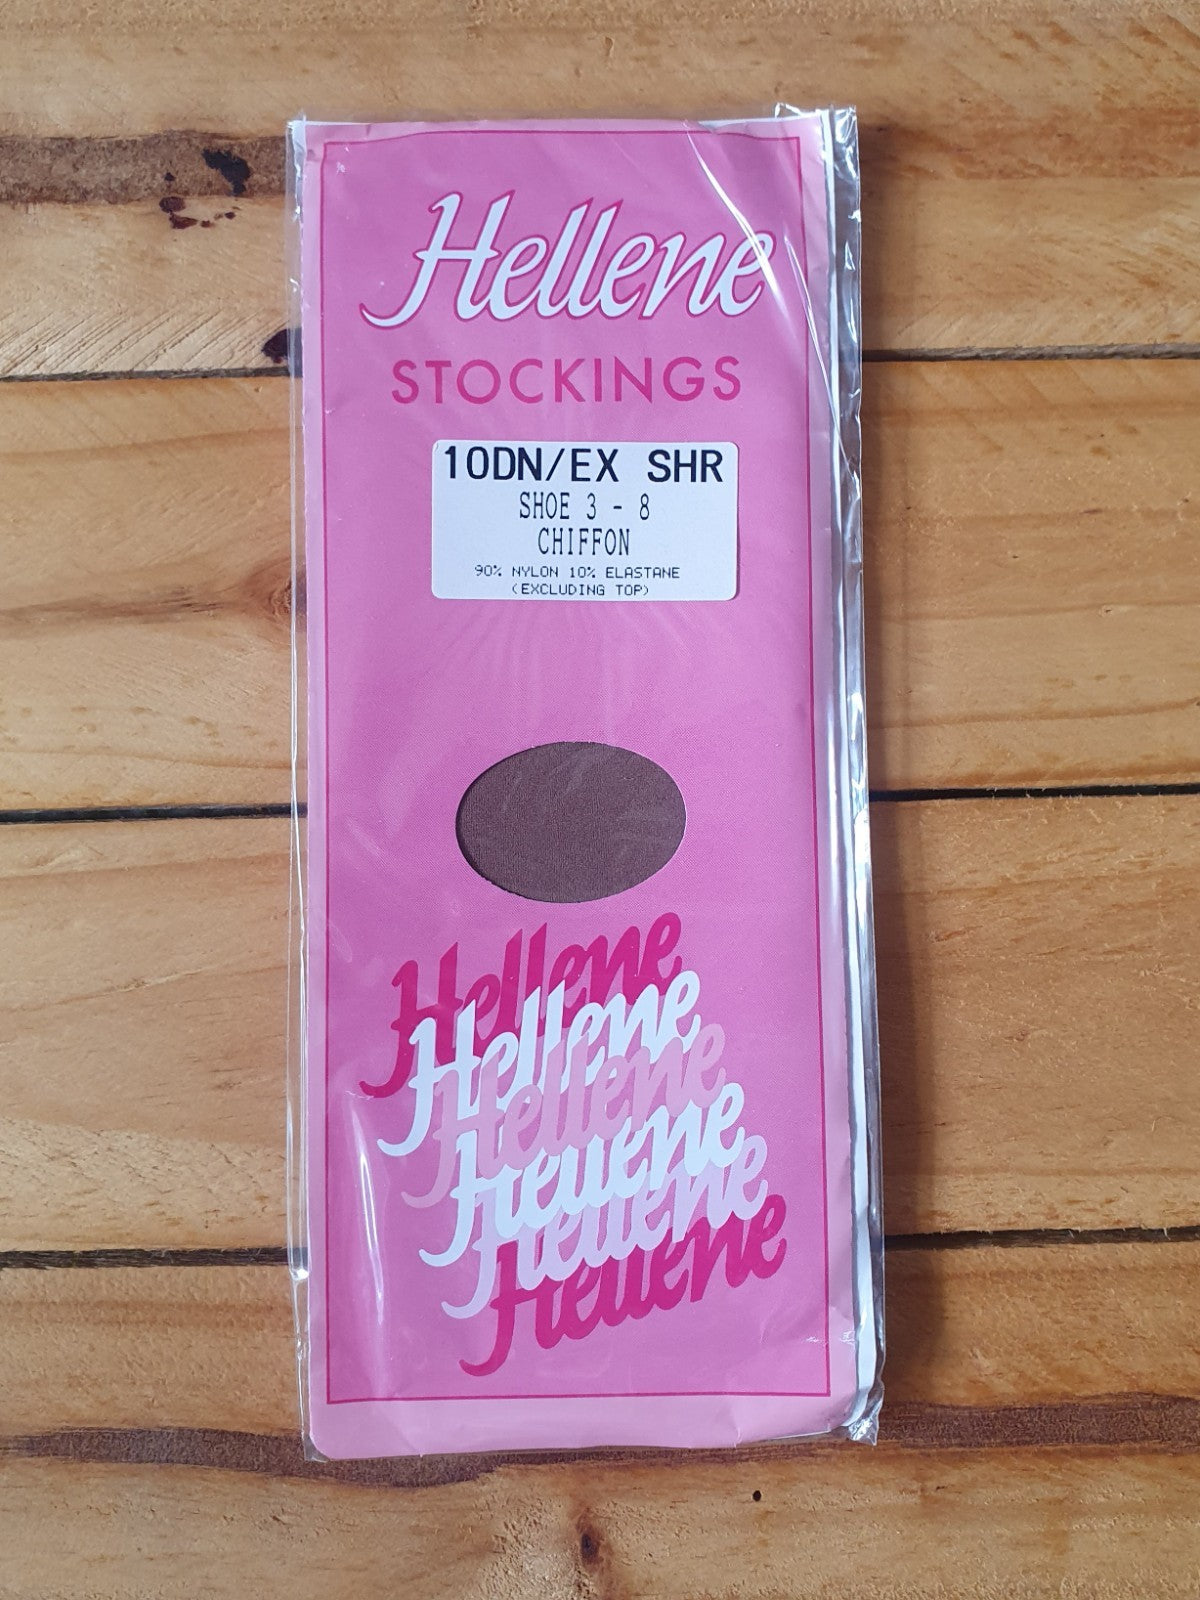 Hellene
STOCKINGS
10DN/EX SHR
SHOE 3 - 8
CHIFFON
90% NYLON 10% ELASTANE
(EXCLUDING TOP)
Hellene
Hellene
Hellene
Hellene
Hellene
Hellene